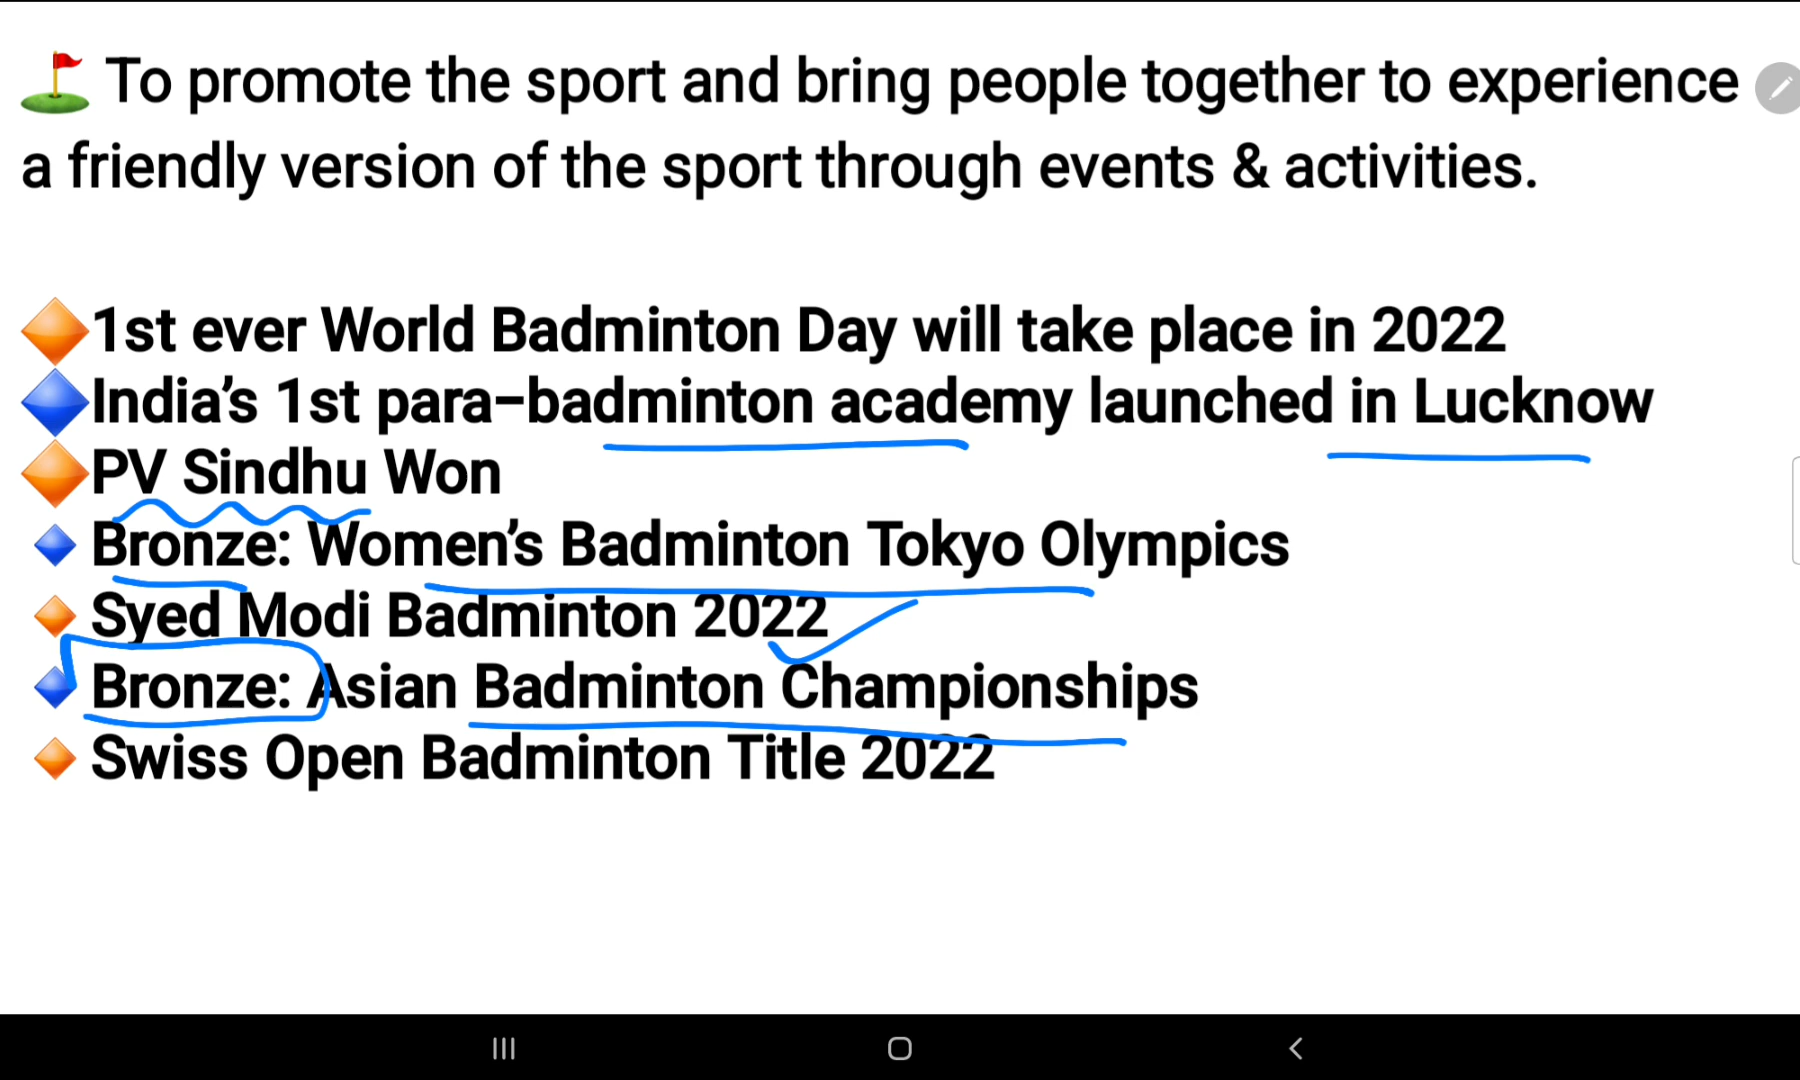 To promote the sport and bring people together to experience
a friendly version of the sport through events & activities.
1st ever World Badminton Day will take place in 2022
India's 1st para-badminton academy launched in Lucknow
PV Sindhu Won
Bronze: Women's Badminton Tokyo Olympics
Syed Modi Badminton 2022
Bronze: Asian Badminton Championships
Swiss Open Badminton Title 2022